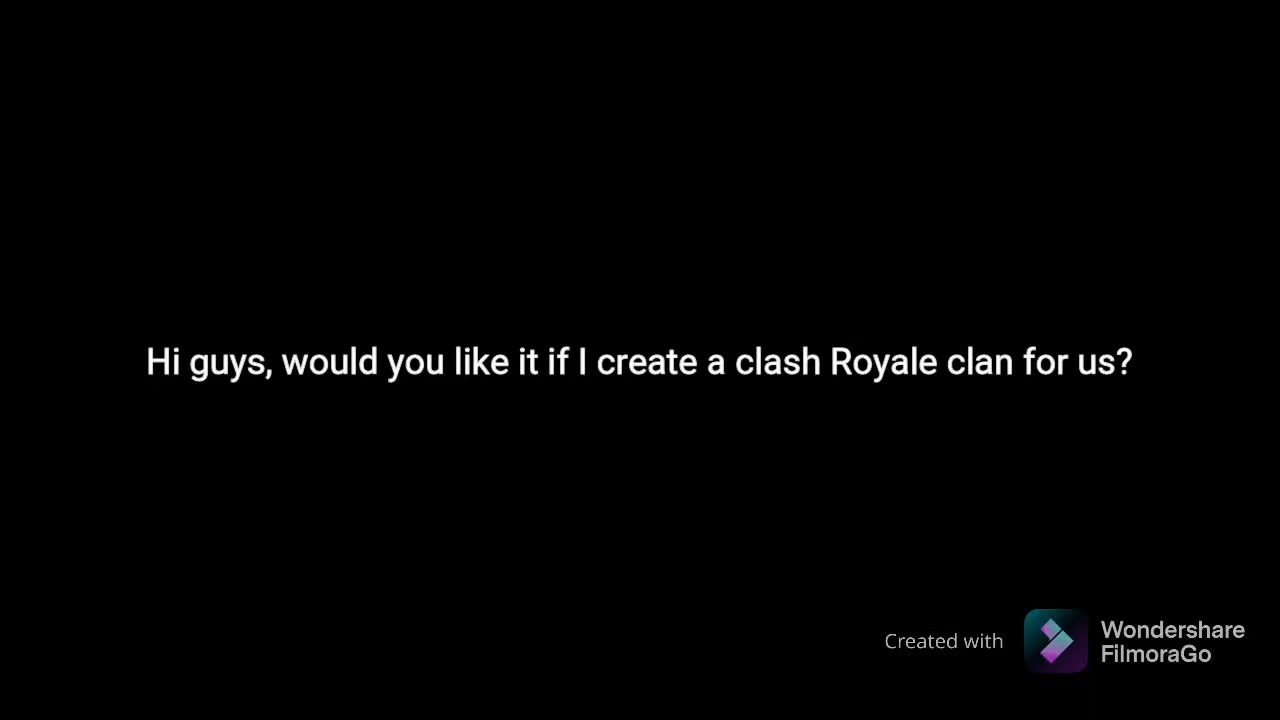 Hi guys, would you like it if I create a clash Royale clan for us?
Created with
Wondershare
FilmoraGo